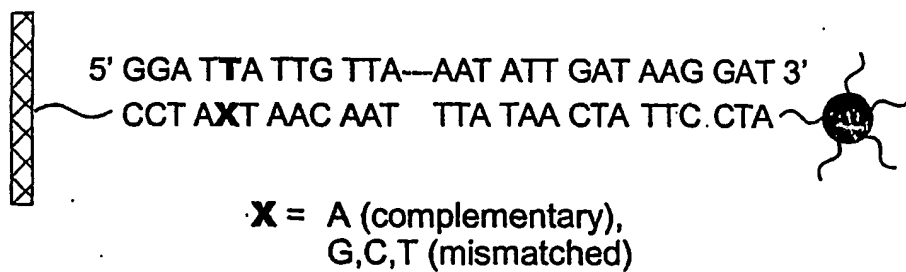 5' GGA TTA TTG TTA---AAT ATT GAT AAG GAT 3'
CCT AXT AAC AAT TTA TAA CTA TTC CTA
Au
X = A (complementary),
G,C,T (mismatched)